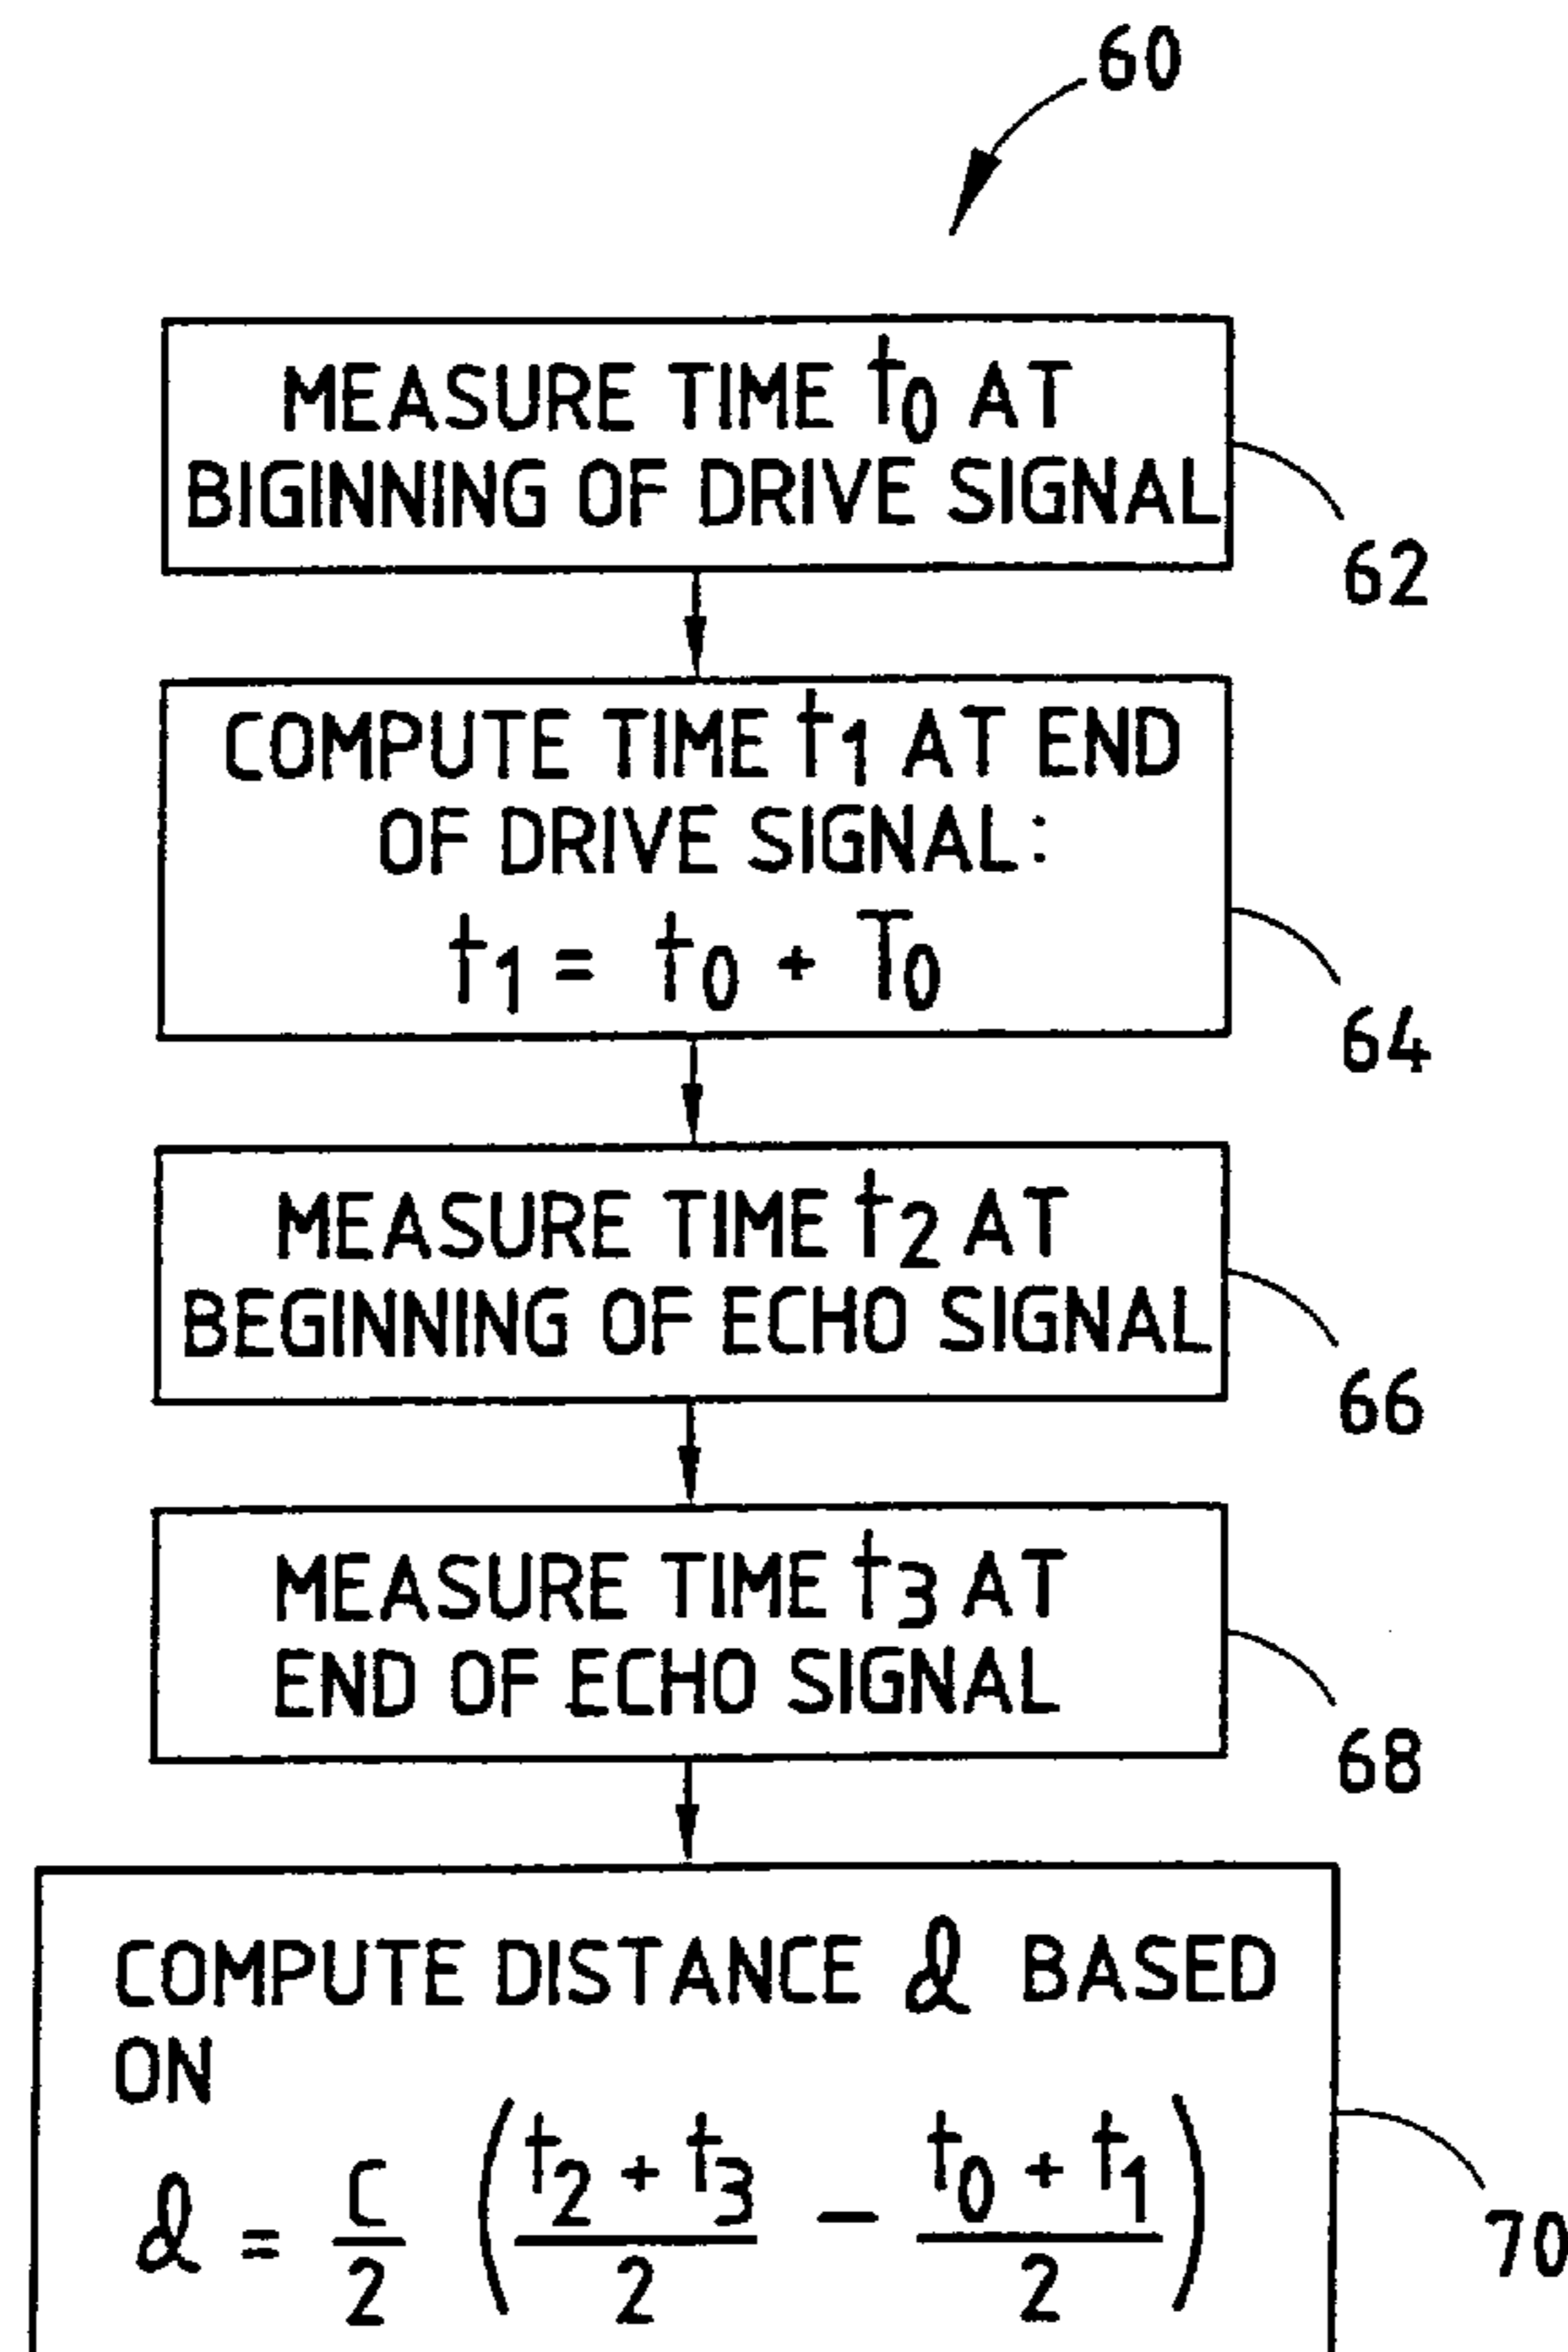 60
MEASURE TIME t0 AT
BIGINNING OF DRIVE SIGNAL
62
COMPUTE TIME t1 AT END
OF DRIVE SIGNAL:
t1 = t0 + T0
64
MEASURE TIME t2 AT
BEGINNING OF ECHO SIGNAL
66
MEASURE TIME t3 AT
END OF ECHO SIGNAL
68
COMPUTE DISTANCE ℓ BASED
ON
ℓ = C/2 ( (t2 + t3)/2 − (t0 + t1)/2 )
70